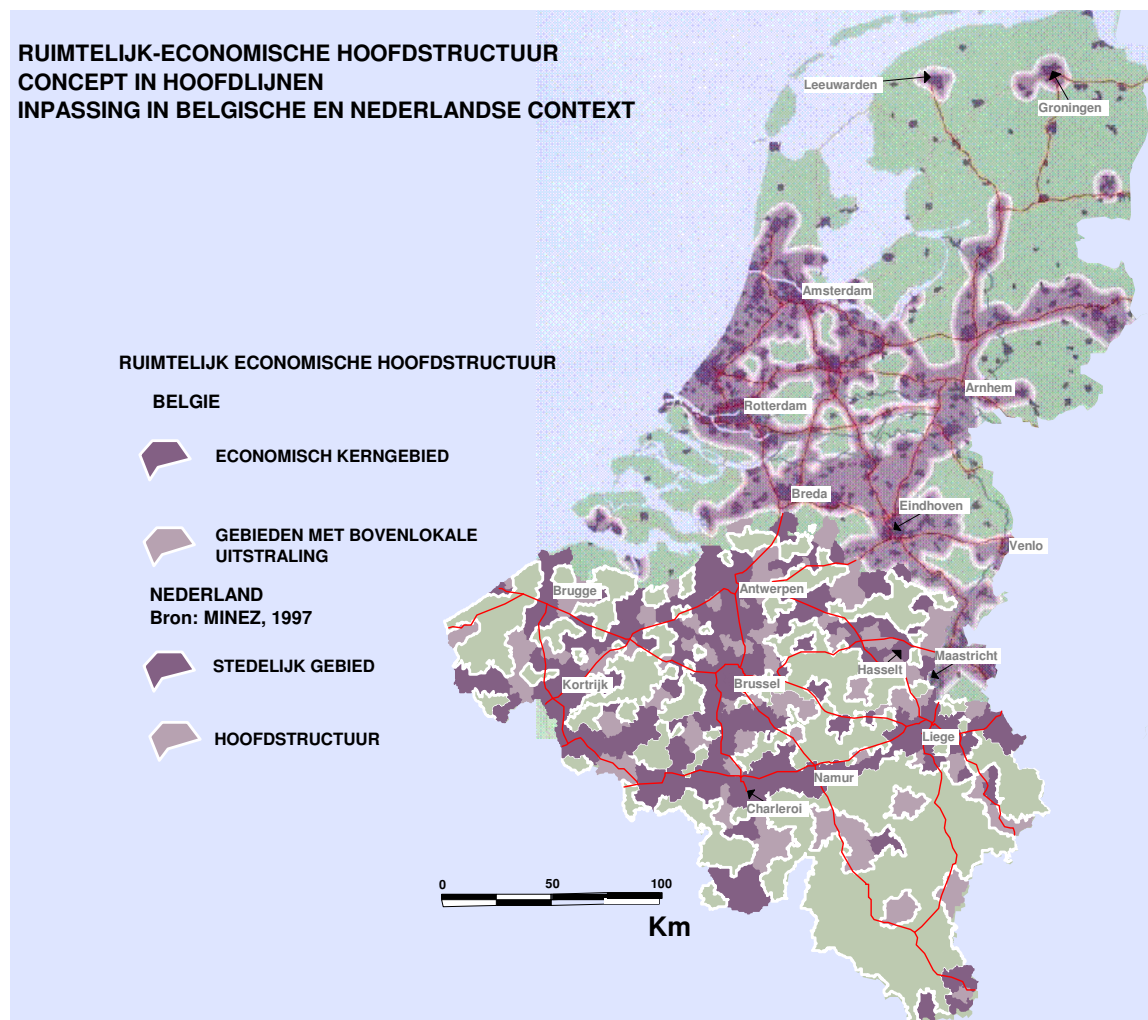 RUIMTELIJK-ECONOMISCHE HOOFDSTRUCTUUR
CONCEPT IN HOOFDLIJNEN
INPASSING IN BELGISCHE EN NEDERLANDSE CONTEXT
Leeuwarden
Groningen
Amsterdam
RUIMTELIJK ECONOMISCHE HOOFDSTRUCTUUR
Arnhem
BELGIE
Rotterdam
ECONOMISCH KERNGEBIED
Breda
Eindhoven
GEBIEDEN MET BOVENLOKALE
UITSTRALING
Venlo
NEDERLAND
Bron: MINEZ, 1997
Brugge
Antwerpen
STEDELIJK GEBIED
Maastricht
Hasselt
Kortrijk
Brussel
HOOFDSTRUCTUUR
Liege
Namur
Charleroi
0 50 100
Km